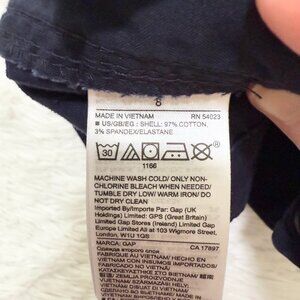 8
MADE IN VIETNAM RN 54023
US/GB/EG : SHELL: 97% COTTON,
3% SPANDEX/ELASTANE
30
1166
MACHINE WASH COLD/ ONLY NON-
CHLORINE BLEACH WHEN NEEDED/
TUMBLE DRY LOW/ WARM IRON/ DO
NOT DRY CLEAN
Imported By/Importe Par: Gap (UK
Holdings) Limited: GPS (Great Britain)
Limited Gap Stores Limited: Gap
Europe Limited All at 103 Wigmore Street,
London, W1U 1QS
MARCA: GAP CA 17897
Одежда второго слоя
FABRIQUE AU VIETNAM/ HECHO EN
VIETNAM CON INSUMOS IMPORTADOS/